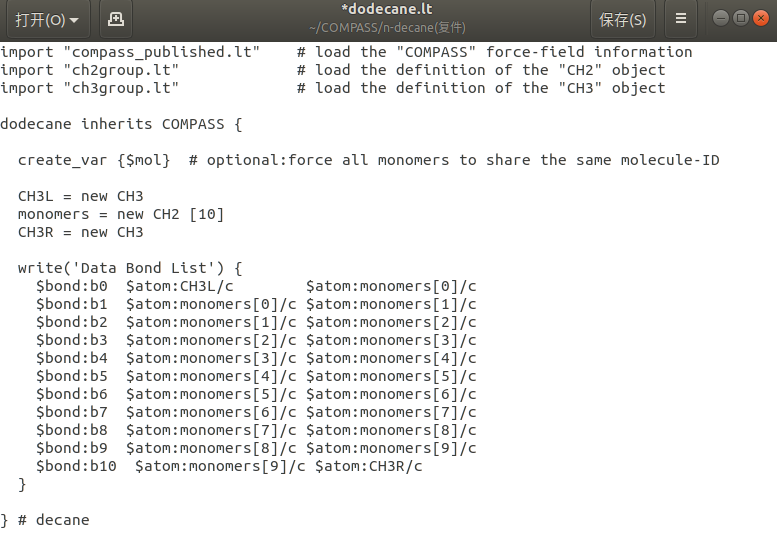 打开(O)
*dodecane.lt
~/COMPASS/n-decane(复件)
保存(S)
import "compass_published.lt"    # load the "COMPASS" force-field information
import "ch2group.lt"             # load the definition of the "CH2" object
import "ch3group.lt"             # load the definition of the "CH3" object
dodecane inherits COMPASS {
  create_var {$mol}  # optional:force all monomers to share the same molecule-ID
  CH3L = new CH3
  monomers = new CH2 [10]
  CH3R = new CH3
  write('Data Bond List') {
    $bond:b0  $atom:CH3L/c        $atom:monomers[0]/c
    $bond:b1  $atom:monomers[0]/c $atom:monomers[1]/c
    $bond:b2  $atom:monomers[1]/c $atom:monomers[2]/c
    $bond:b3  $atom:monomers[2]/c $atom:monomers[3]/c
    $bond:b4  $atom:monomers[3]/c $atom:monomers[4]/c
    $bond:b5  $atom:monomers[4]/c $atom:monomers[5]/c
    $bond:b6  $atom:monomers[5]/c $atom:monomers[6]/c
    $bond:b7  $atom:monomers[6]/c $atom:monomers[7]/c
    $bond:b8  $atom:monomers[7]/c $atom:monomers[8]/c
    $bond:b9  $atom:monomers[8]/c $atom:monomers[9]/c
    $bond:b10  $atom:monomers[9]/c $atom:CH3R/c
  }
} # decane